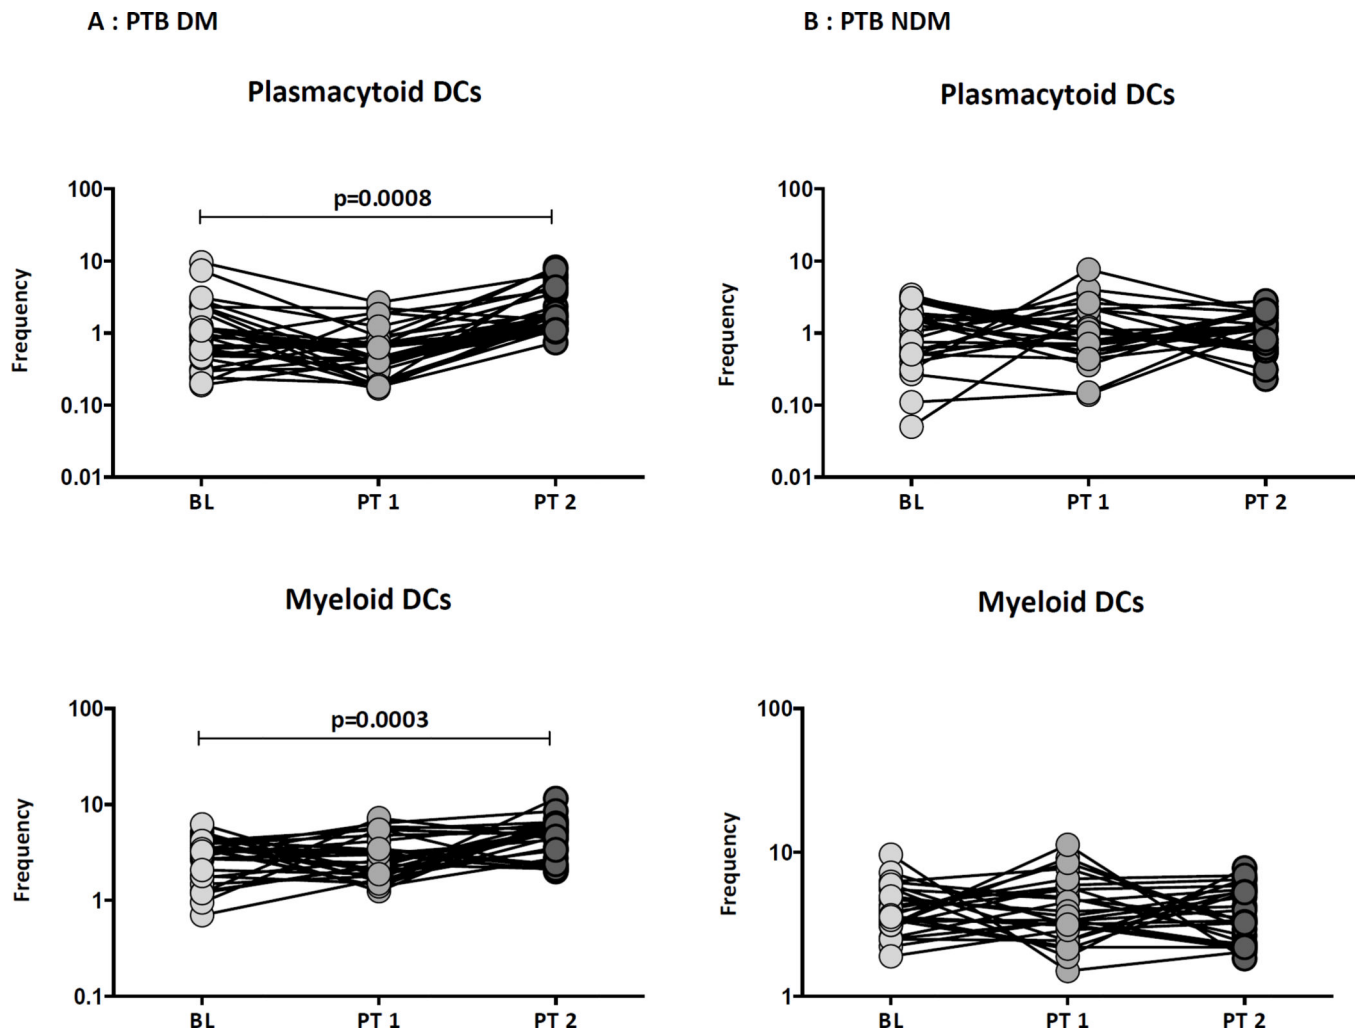 A : PTB DM
B : PTB NDM
Plasmacytoid DCs
Plasmacytoid DCs
100
10
1
0.10
0.01
Frequency
p=0.0008
BL PT 1 PT 2
100
10
1
0.10
0.01
Frequency
BL PT 1 PT 2
Myeloid DCs
Myeloid DCs
100
10
1
0.1
Frequency
p=0.0003
BL PT 1 PT 2
100
10
1
Frequency
BL PT 1 PT 2